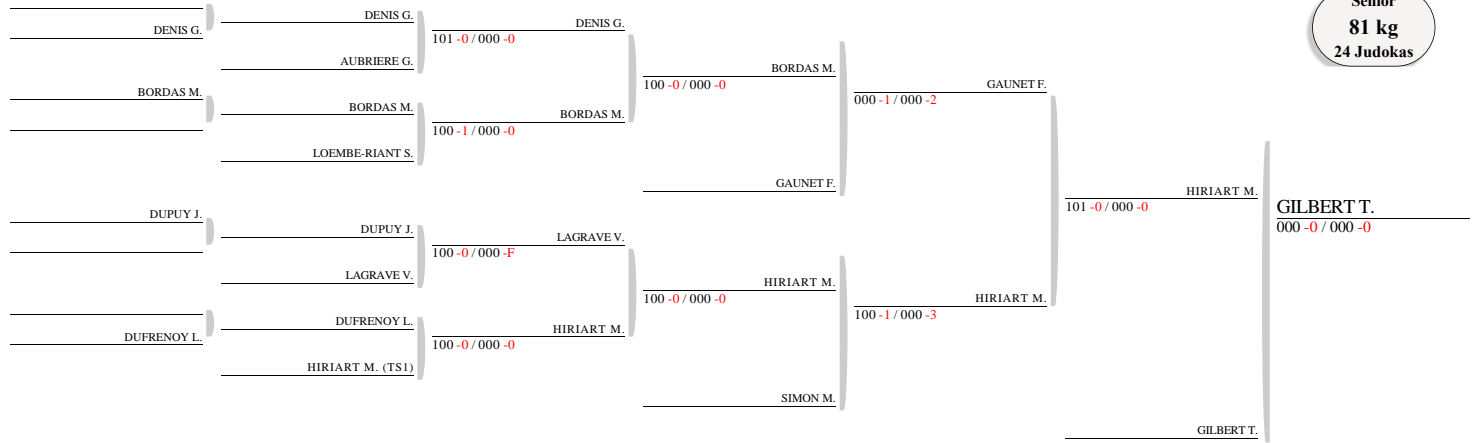 Senior
81 kg
24 Judokas
DENIS G.
DENIS G.
DENIS G.
101 -0 / 000 -0
AUBRIERE G.
BORDAS M.
100 -0 / 000 -0
BORDAS M.
BORDAS M.
BORDAS M.
100 -1 / 000 -0
LOEMBE-RIANT S.
GAUNET F.
000 -1 / 000 -2
GAUNET F.
HIRIART M.
101 -0 / 000 -0
GILBERT T.
000 -0 / 000 -0
DUPUY J.
DUPUY J.
LAGRAVE V.
100 -0 / 000 -F
LAGRAVE V.
HIRIART M.
100 -0 / 000 -0
HIRIART M.
100 -1 / 000 -3
DUFRENOY L.
DUFRENOY L.
HIRIART M.
100 -0 / 000 -0
HIRIART M. (TS1)
SIMON M.
GILBERT T.